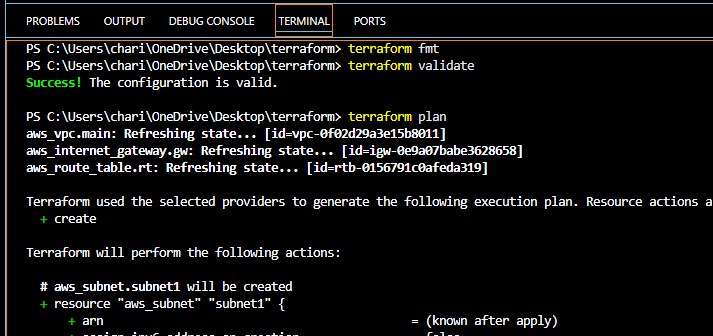 PROBLEMS OUTPUT DEBUG CONSOLE TERMINAL PORTS
PS C:\Users\chari\OneDrive\Desktop\terraform> terraform fmt
PS C:\Users\chari\OneDrive\Desktop\terraform> terraform validate
Success! The configuration is valid.
PS C:\Users\chari\OneDrive\Desktop\terraform> terraform plan
aws_vpc.main: Refreshing state... [id=vpc-0f02d29a3e15b8011]
aws_internet_gateway.gw: Refreshing state... [id=igw-0e9a07babe3628658]
aws_route_table.rt: Refreshing state... [id=rtb-0156791c0afeda319]
Terraform used the selected providers to generate the following execution plan. Resource actions a
+ create
Terraform will perform the following actions:
# aws_subnet.subnet1 will be created
+ resource "aws_subnet" "subnet1" {
+ arn = (known after apply)